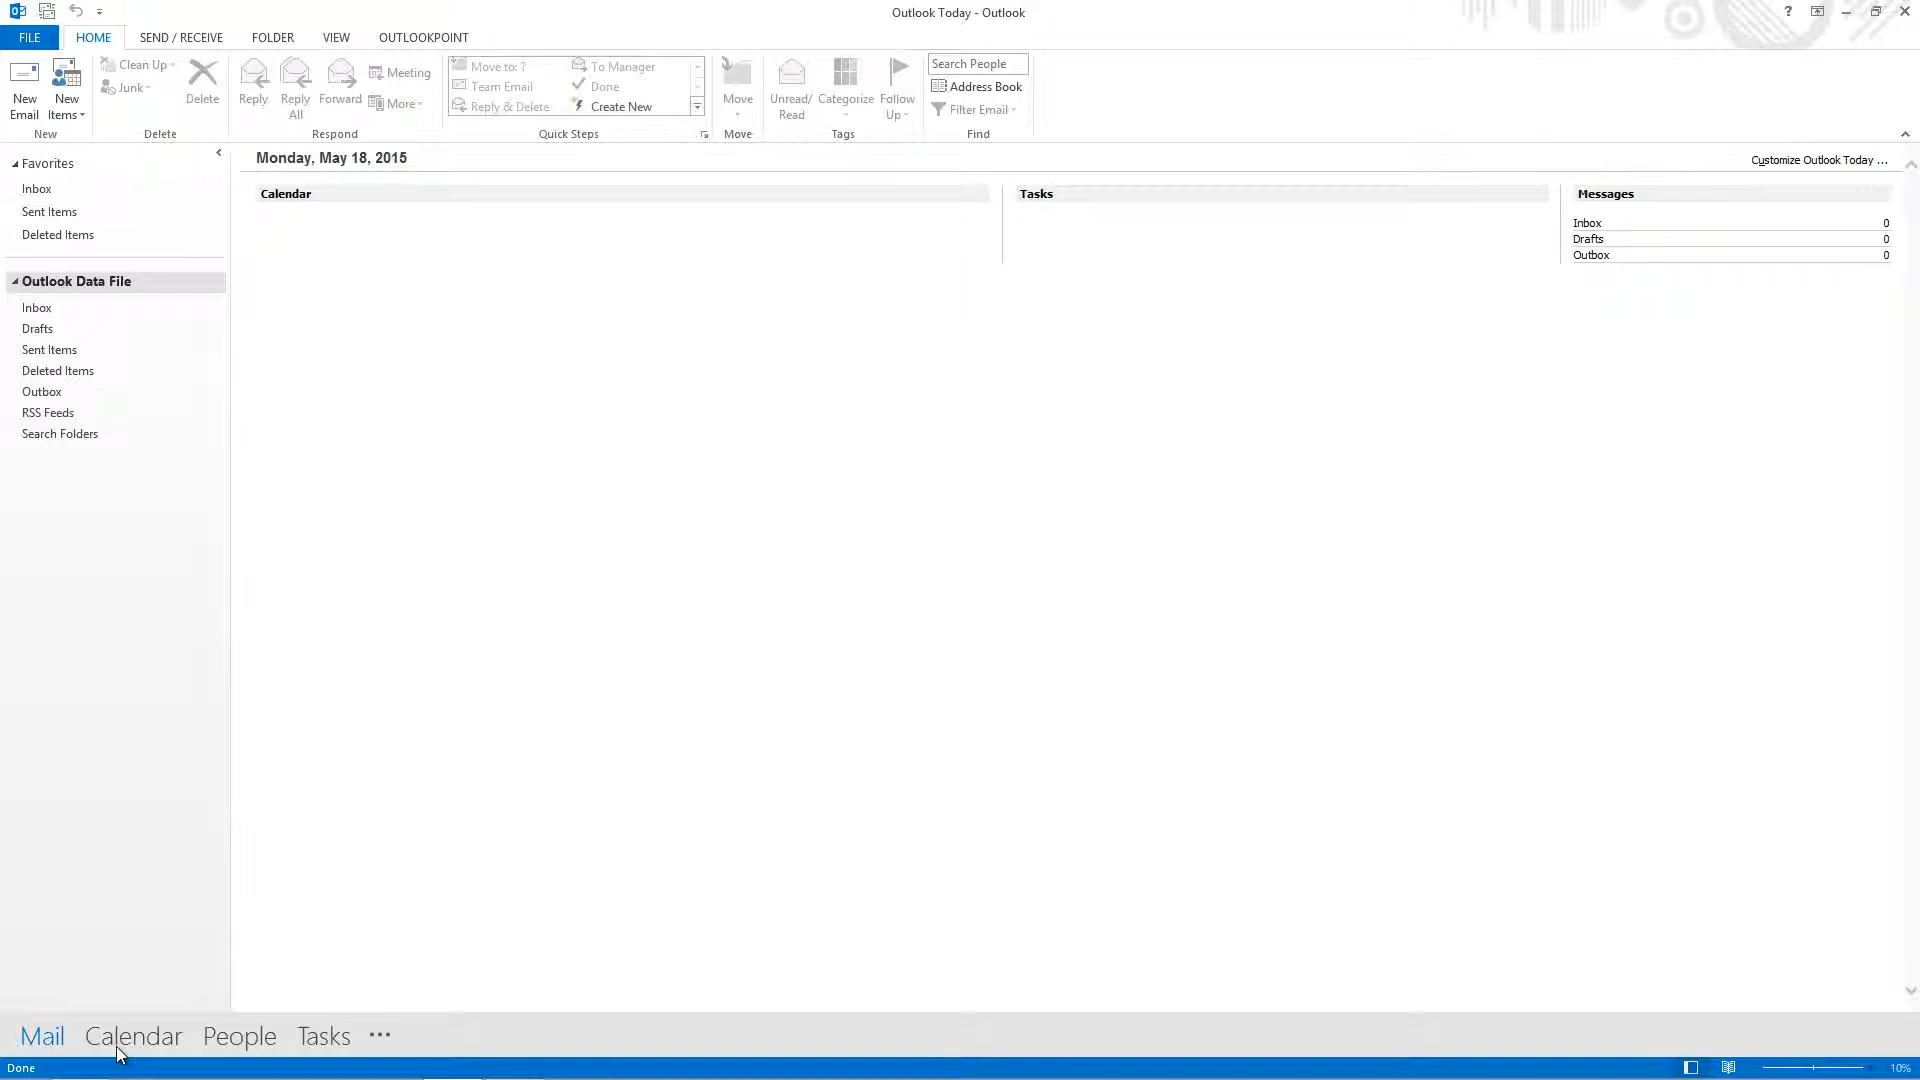 Outlook Today - Outlook
?
FILE HOME SEND / RECEIVE FOLDER VIEW OUTLOOKPOINT
New Email
New Items
New
Clean Up
Junk
Delete
Delete
Reply
Reply All
Forward
Meeting
More
Respond
Move to: ?
Team Email
Reply & Delete
To Manager
Done
Create New
Quick Steps
Move
Move
Unread/ Read
Categorize
Follow Up
Tags
Search People
Address Book
Filter Email
Find
Favorites
Inbox
Sent Items
Deleted Items
Outlook Data File
Inbox
Drafts
Sent Items
Deleted Items
Outbox
RSS Feeds
Search Folders
Monday, May 18, 2015
Customize Outlook Today ...
Calendar
Tasks
Messages
Inbox 0
Drafts 0
Outbox 0
Mail Calendar People Tasks •••
Done
10%